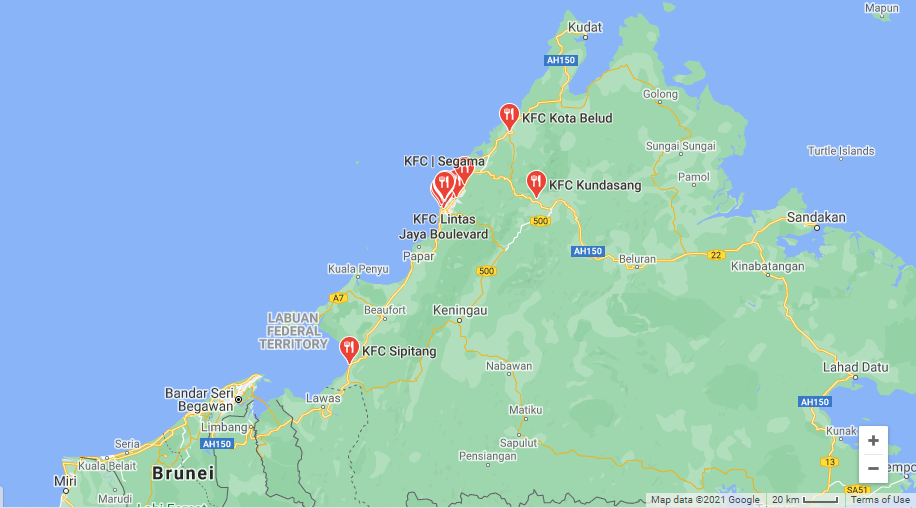 Mapun
Kudat
AH150
Golong
KFC Kota Belud
Sungai Sungai
Turtle Islands
KFC | Segama
Pamol
KFC Kundasang
KFC Lintas
Jaya Boulevard
500
Sandakan
Papar
AH150
22
Beluran
Kinabatangan
Kuala Penyu
500
A7
Beaufort
Keningau
LABUAN
FEDERAL
TERRITORY
KFC Sipitang
Nabawan
Lahad Datu
Bandar Seri
Begawan
Lawas
AH150
Matiku
Limbang
AH150
Sapulut
Kunak
Seria
Pensiangan
Kuala Belait
13
Brunei
Miri
Marudi
SA51
+
−
Map data ©2021 Google
20 km
Terms of Use